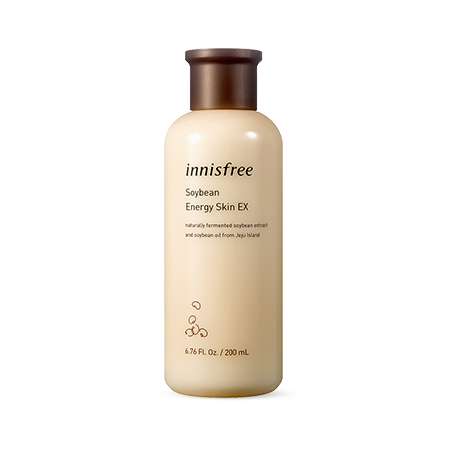 innisfree
Soybean
Energy Skin EX
naturally fermented soybean extract
and soybean oil from Jeju Island
6.76 Fl. Oz. / 200 mL